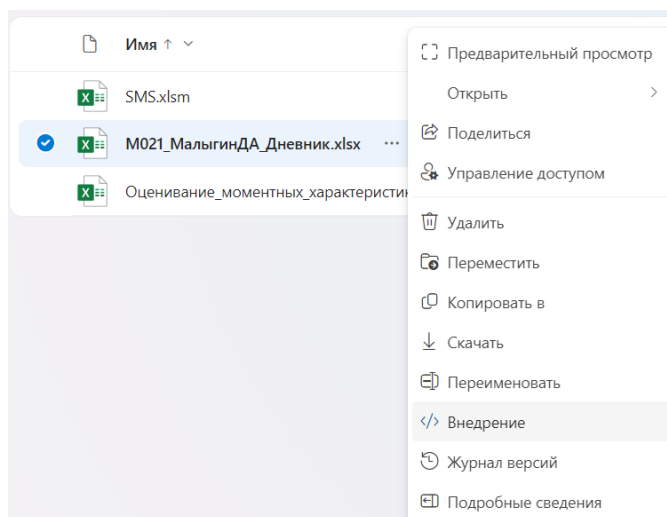 Имя
SMS.xlsm
М021_МалыгинДА_Дневник.xlsx
Оценивание_моментных_характеристик
Предварительный просмотр
Открыть
Поделиться
Управление доступом
Удалить
Переместить
Копировать в
Скачать
Переименовать
Внедрение
Журнал версий
Подробные сведения